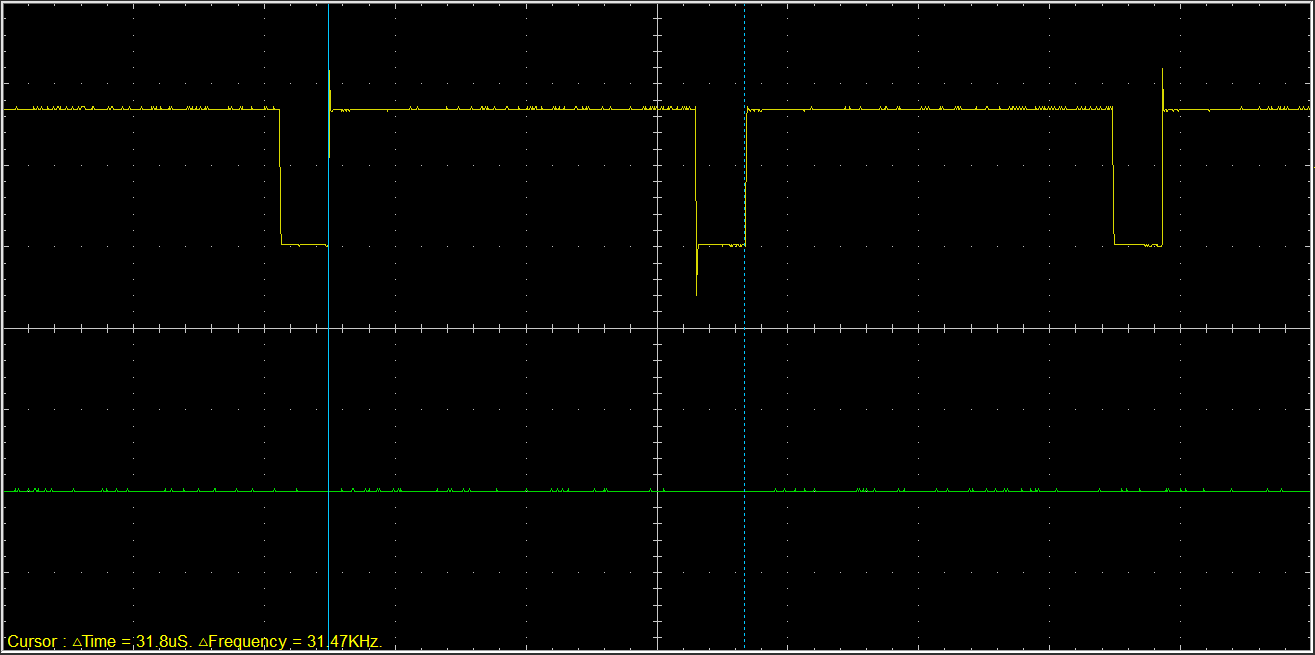 Cursor : △Time = 31.8uS. △Frequency = 31.47KHz.